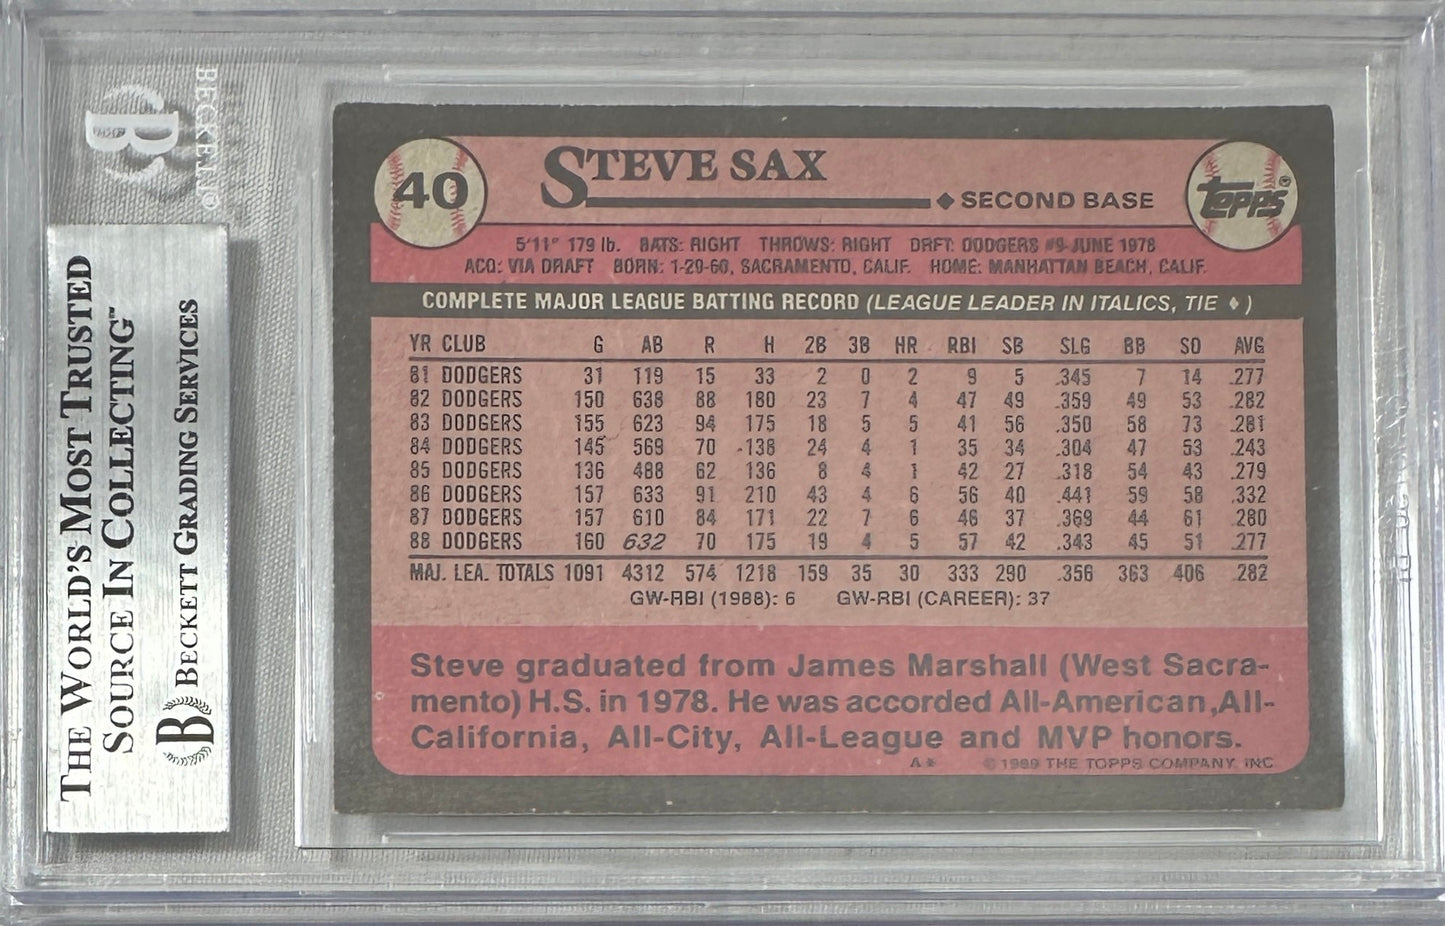 BECKETT®
THE WORLD'S MOST TRUSTED
SOURCE IN COLLECTING™
B BECKETT GRADING SERVICES
40
STEVE SAX
◆ SECOND BASE
topps®
5'11" 179 lb. BATS: RIGHT THROWS: RIGHT DRFT: DODGERS #9-JUNE 1978
ACQ: VIA DRAFT BORN: 1-29-60, SACRAMENTO, CALIF. HOME: MANHATTAN BEACH, CALIF.
COMPLETE MAJOR LEAGUE BATTING RECORD (LEAGUE LEADER IN ITALICS, TIE ♦)
YR CLUB G AB R H 2B 3B HR RBI SB SLG BB SO AVG
81 DODGERS 31 119 15 33 2 0 2 9 5 .345 7 14 .277
82 DODGERS 150 638 88 180 23 7 4 47 49 .359 49 53 .282
83 DODGERS 155 623 94 175 18 5 5 41 56 .350 58 73 .281
84 DODGERS 145 569 70 138 24 4 1 35 34 .304 47 53 .243
85 DODGERS 136 488 62 136 8 4 1 42 27 .318 54 43 .279
86 DODGERS 157 633 91 210 43 4 6 56 40 .441 59 58 .332
87 DODGERS 157 610 84 171 22 7 6 46 37 .369 44 61 .280
88 DODGERS 160 632 70 175 19 4 5 57 42 .343 45 51 .277
MAJ. LEA. TOTALS 1091 4312 574 1218 159 35 30 333 290 .356 363 406 .282
GW-RBI (1988): 6 GW-RBI (CAREER): 37
Steve graduated from James Marshall (West Sacra-
mento) H.S. in 1978. He was accorded All-American,All-
California, All-City, All-League and MVP honors.
A* © 1989 THE TOPPS COMPANY, INC